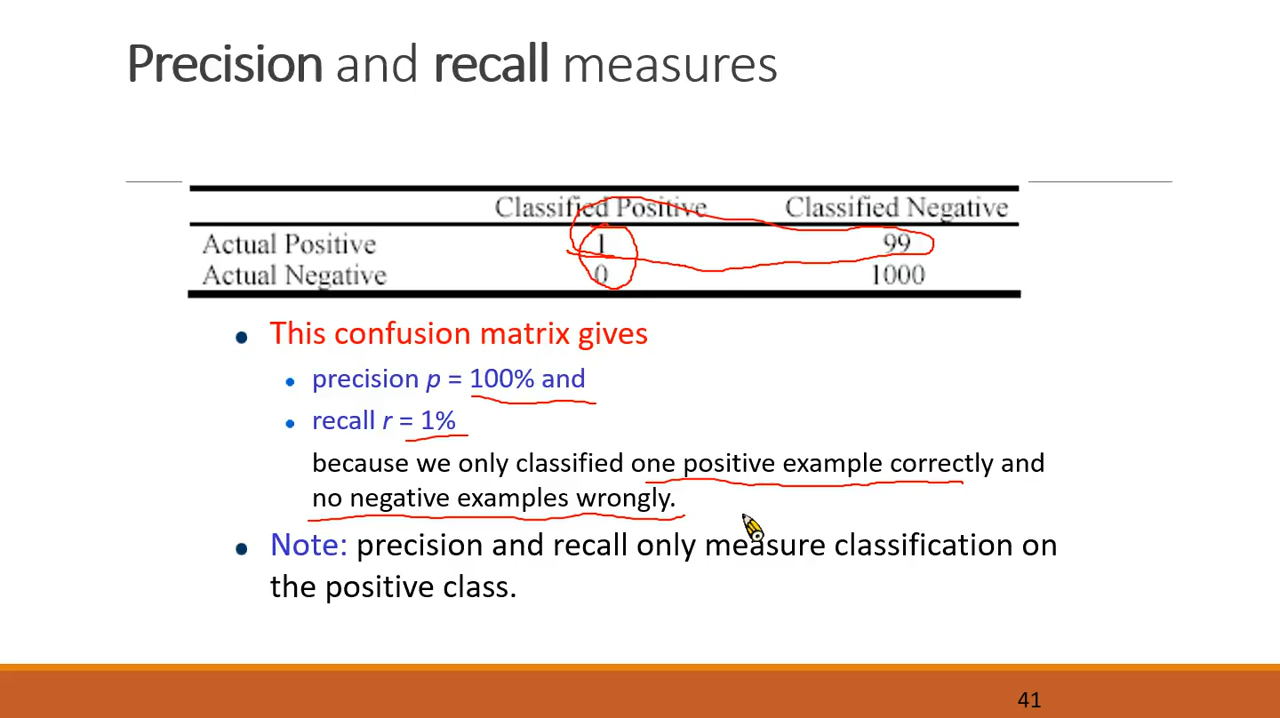 Precision and recall measures
Classified Positive Classified Negative
Actual Positive 1 99
Actual Negative 0 1000
This confusion matrix gives
precision p = 100% and
recall r = 1%
because we only classified one positive example correctly and
no negative examples wrongly.
Note: precision and recall only measure classification on
the positive class.
41